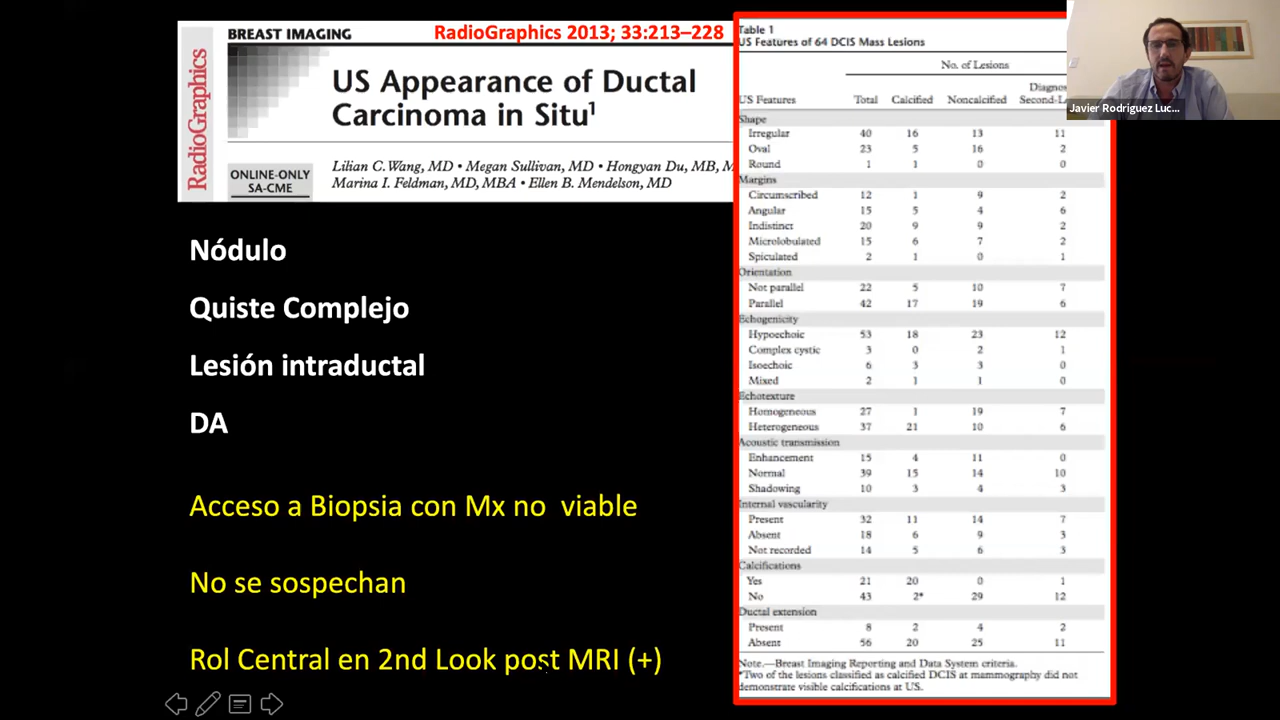 RadioGraphics
BREAST IMAGING
RadioGraphics 2013; 33:213–228
US Appearance of Ductal
Carcinoma in Situ¹
Lilian C. Wang, MD • Megan Sullivan, MD • Hongyan Du, MB,
Marina I. Feldman, MD, MBA • Ellen B. Mendelson, MD
ONLINE-ONLY
SA-CME
Nódulo
Quiste Complejo
Lesión intraductal
DA
Acceso a Biopsia con Mx no viable
No se sospechan
Rol Central en 2nd Look post MRI (+)
Table 1
US Features of 64 DCIS Mass Lesions
No. of Lesions
US Features Total Calcified Noncalcified
Shape
Irregular 40 16 13 11
Oval 23 5 16 2
Round 1 1 0 0
Margins
Circumscribed 12 1 9 2
Angular 15 5 4 6
Indistinct 20 9 9 2
Microlobulated 15 6 7 2
Spiculated 2 1 0 1
Orientation
Not parallel 22 5 10 7
Parallel 42 17 19 6
Echogenicity
Hypoechoic 53 18 23 12
Complex cystic 3 0 2 1
Isoechoic 6 3 3 0
Mixed 2 1 1 0
Echotexture
Homogeneous 27 1 19 7
Heterogeneous 37 21 10 6
Acoustic transmission
Enhancement 15 4 11 0
Normal 39 15 14 10
Shadowing 10 3 4 3
Internal vascularity
Present 32 11 14 7
Absent 18 6 9 3
Not recorded 14 5 6 3
Calcifications
Yes 21 20 0 1
No 43 2* 29 12
Ductal extension
Present 8 2 4 2
Absent 56 20 25 11
Note.—Breast Imaging Reporting and Data System criteria.
*Two of the lesions classified as calcified DCIS at mammography did not
demonstrate visible calcifications at US.
Javier Rodríguez Luc...